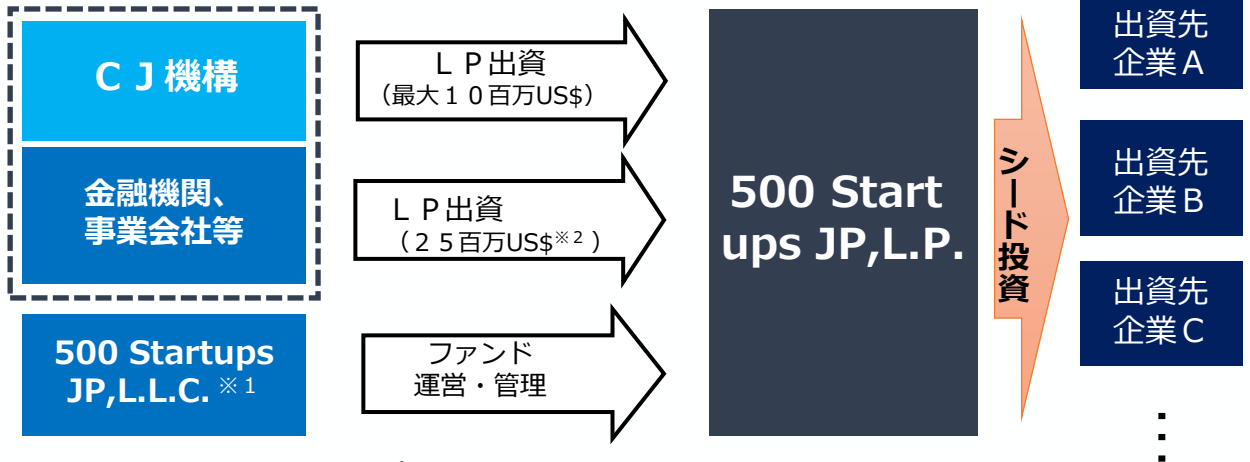 ＣＪ機構
金融機関、
事業会社等
500 Startups
JP,L.L.C.※１
ＬＰ出資
（最大１０百万US$）
ＬＰ出資
（２５百万US$※２）
ファンド
運営・管理
500 Start
ups JP,L.P.
シード投資
出資先
企業Ａ
出資先
企業Ｂ
出資先
企業Ｃ
⋮